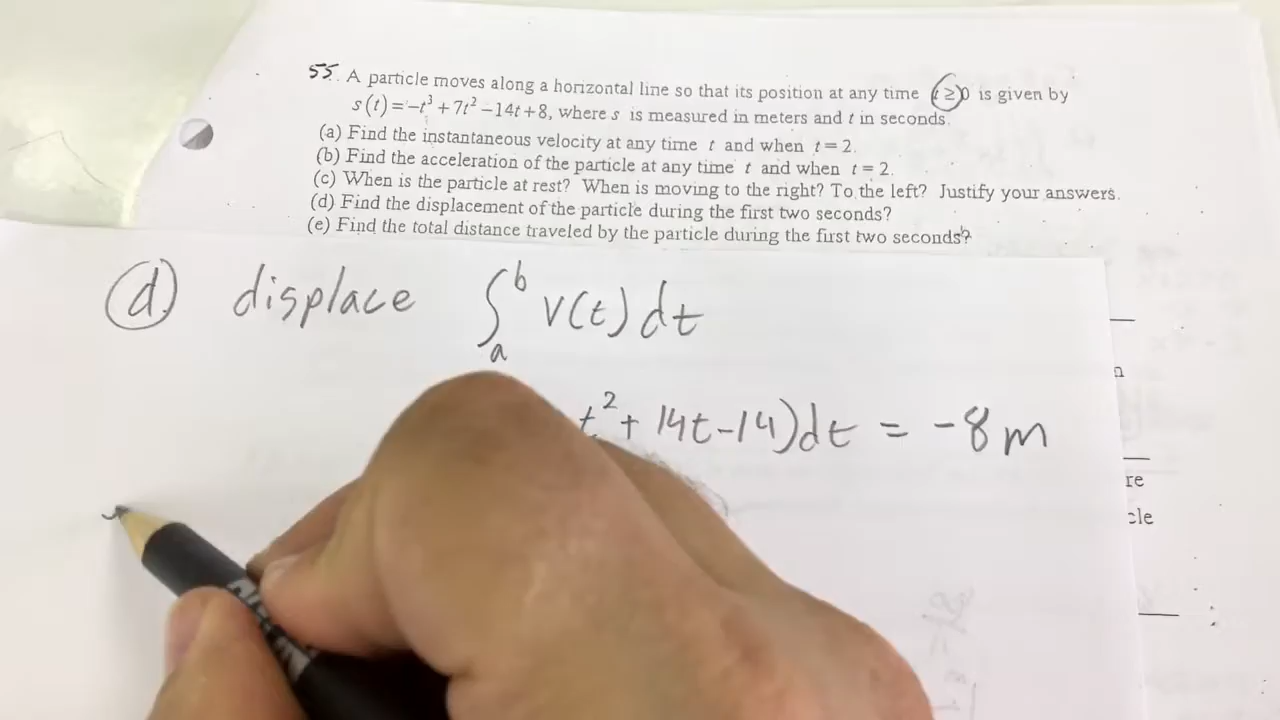 55. A particle moves along a horizontal line so that its position at any time t ≥ 0 is given by
s(t) = -t³ + 7t² - 14t + 8, where s is measured in meters and t in seconds.
(a) Find the instantaneous velocity at any time t and when t = 2.
(b) Find the acceleration of the particle at any time t and when t = 2.
(c) When is the particle at rest? When is moving to the right? To the left? Justify your answers.
(d) Find the displacement of the particle during the first two seconds?
(e) Find the total distance traveled by the particle during the first two seconds?
(d) displace ∫ₐᵇ v(t) dt
t² + 14t - 14) dt = -8 m
n
re
cle